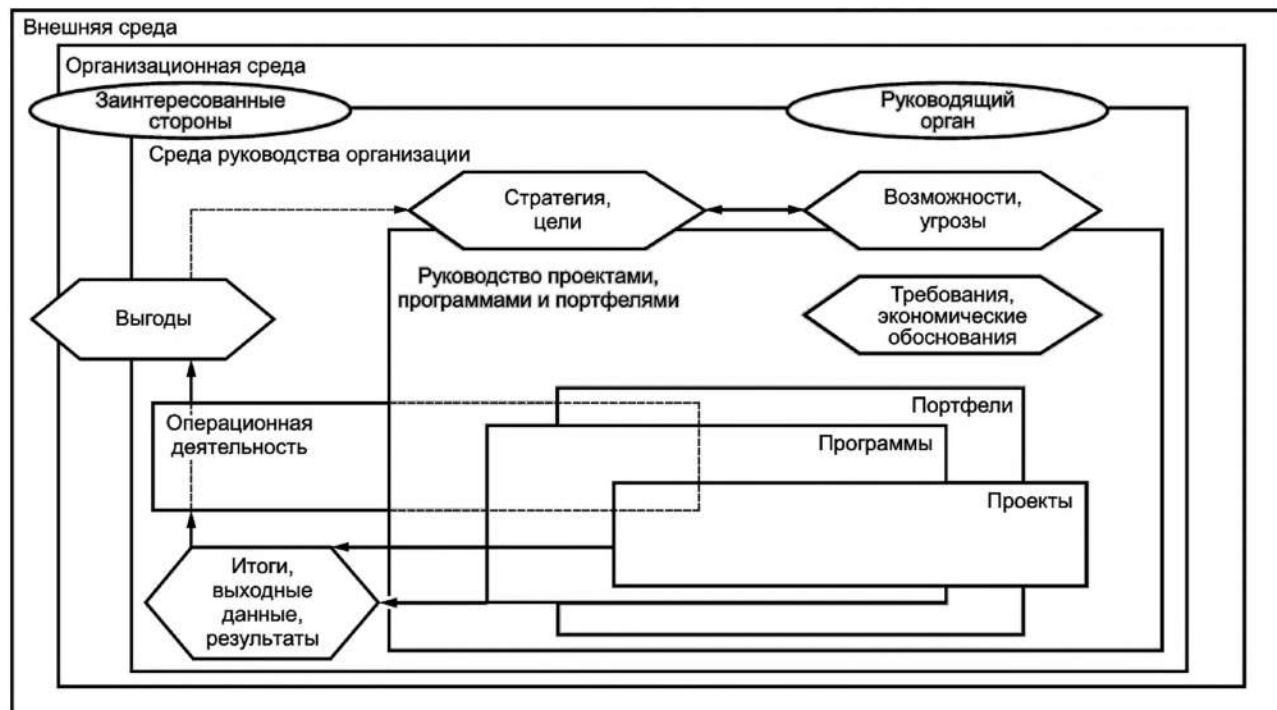 Внешняя среда
Организационная среда
Заинтересованные
стороны
Руководящий
орган
Среда руководства организации
Стратегия,
цели
Возможности,
угрозы
Руководство проектами,
программами и портфелями
Выгоды
Требования,
экономические
обоснования
Операционная
деятельность
Портфели
Программы
Проекты
Итоги,
выходные
данные,
результаты